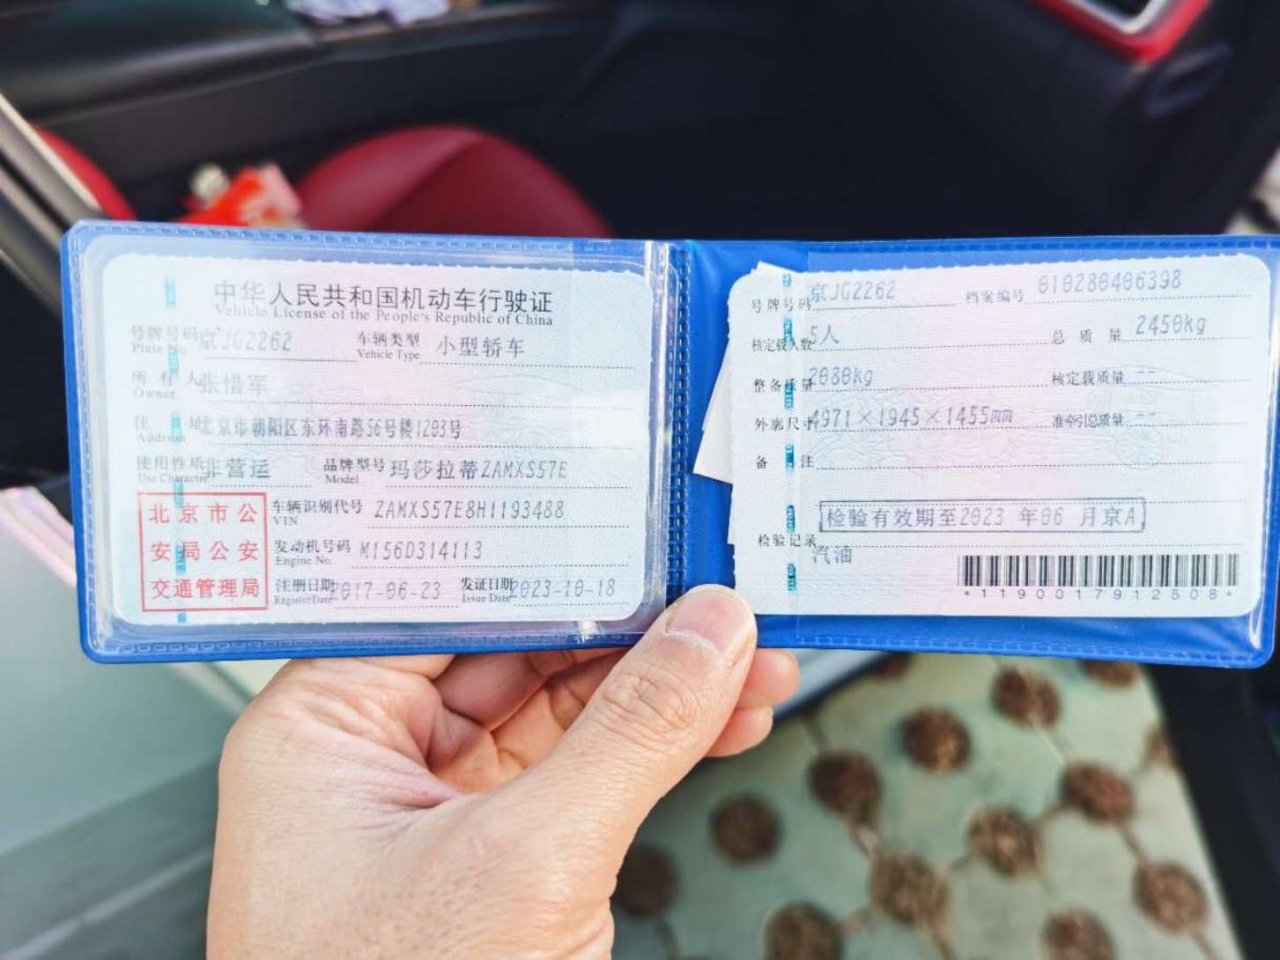 中华人民共和国机动车行驶证
Vehicle License of the People's Republic of China
号牌号码 京JG2262 车辆类型 小型轿车
Plate No. Vehicle Type
所有人 张惜军
Owner
住址 北京市朝阳区东环南路56号楼1203号
Address
使用性质 非营运 品牌型号 玛莎拉蒂ZAMXS57E
Use Character Model
北京市公
安局公安
交通管理局
车辆识别代号 ZAMXS57E8H1193488
VIN
发动机号码 M156D314113
Engine No.
注册日期 2017-06-23 发证日期 2023-10-18
Register Date Issue Date
号牌号码 京JG2262 档案编号 010280406398
核定载人数 5人 总质量 2450kg
整备质量 2080kg 核定载质量 --
外廓尺寸 4971×1945×1455mm 准牵引总质量 --
备注
检验有效期至2023 年06 月京A
检验记录
汽油
*1190017912508*